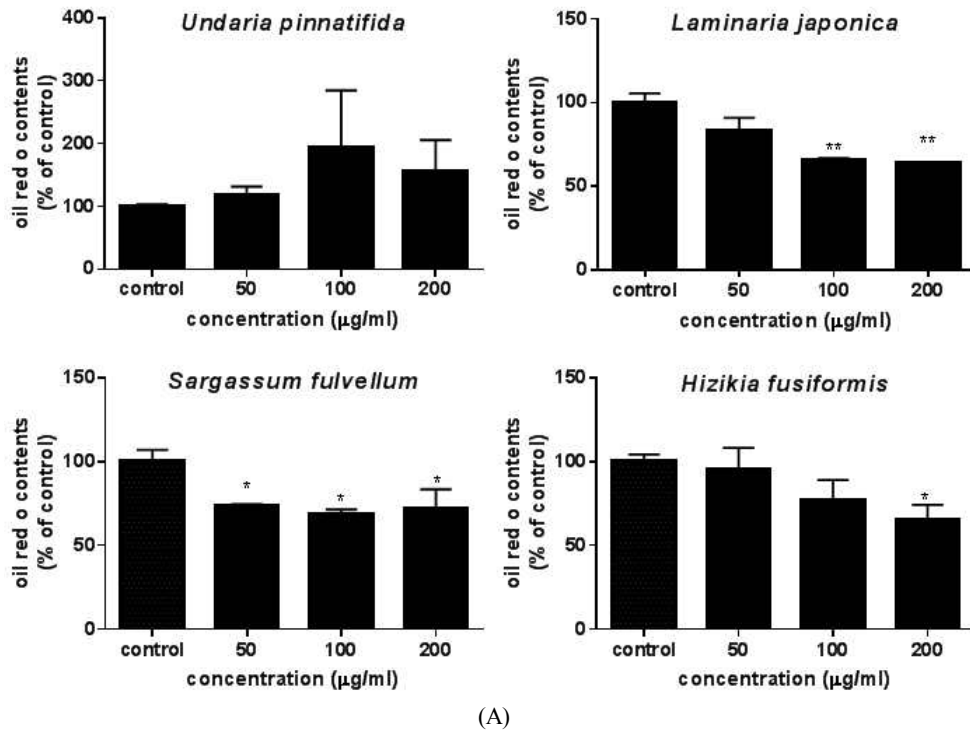 Undaria pinnatifida
oil red o contents
(% of control)
400
300
200
100
0
control 50 100 200
concentration (μg/ml)
Laminaria japonica
oil red o contents
(% of control)
150
100
50
0
** **
control 50 100 200
concentration (μg/ml)
Sargassum fulvellum
oil red o contents
(% of control)
150
100
50
0
* * *
control 50 100 200
concentration (μg/ml)
Hizikia fusiformis
oil red o contents
(% of control)
150
100
50
0
*
control 50 100 200
concentration (μg/ml)
(A)